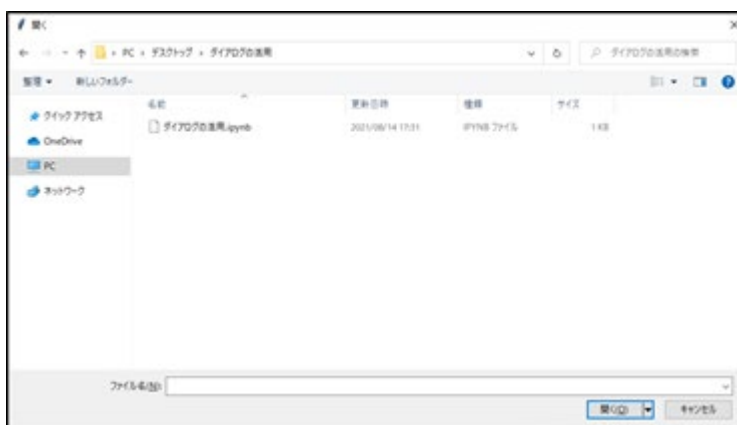 開く
PC › デスクトップ › ダイアログの活用
ダイアログの活用の検索
整理 ▾ 新しいフォルダー
名前 更新日時 種類 サイズ
クイック アクセス
ダイアログの活用.ipynb 2021/08/14 17:31 IPYNB ファイル 1 KB
OneDrive
PC
ネットワーク
ファイル名(N):
開く(O) キャンセル